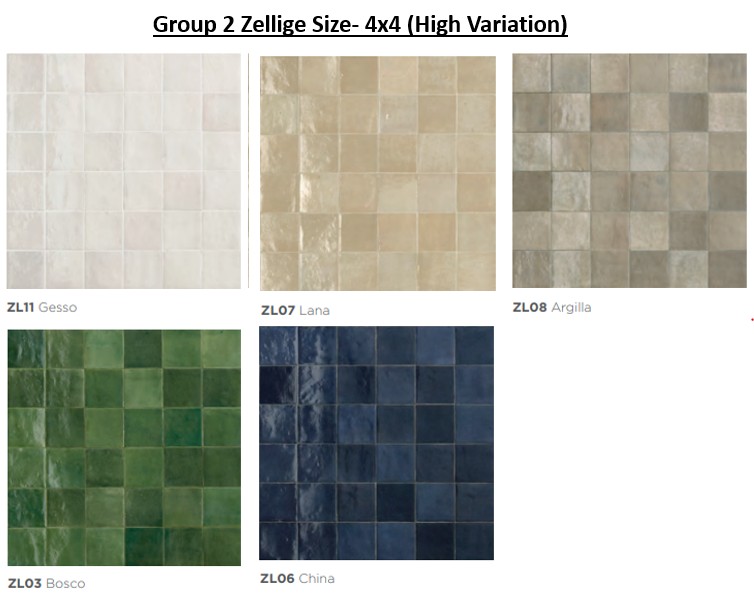 Group 2 Zellige Size- 4x4 (High Variation)
ZL11 Gesso
ZL07 Lana
ZL08 Argilla
ZL03 Bosco
ZL06 China